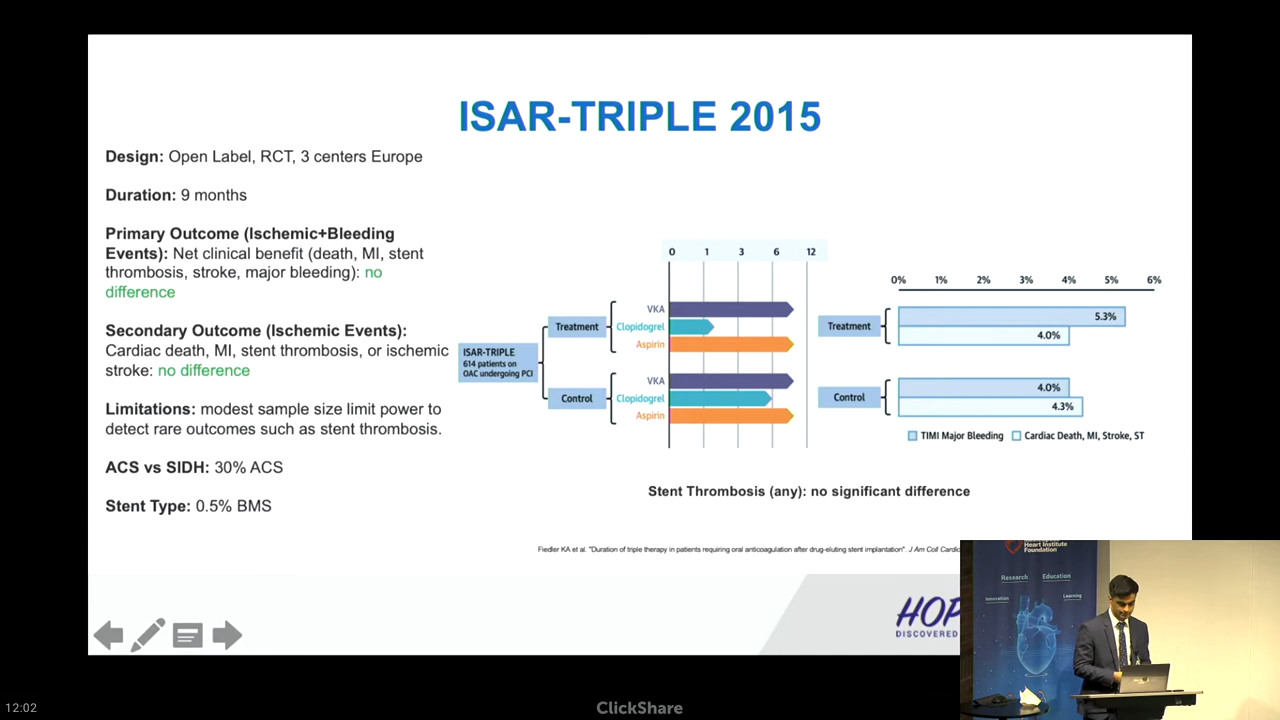 ISAR-TRIPLE 2015
Design: Open Label, RCT, 3 centers Europe
Duration: 9 months
Primary Outcome (Ischemic+Bleeding
Events): Net clinical benefit (death, MI, stent
thrombosis, stroke, major bleeding): no
difference
Secondary Outcome (Ischemic Events):
Cardiac death, MI, stent thrombosis, or ischemic
stroke: no difference
Limitations: modest sample size limit power to
detect rare outcomes such as stent thrombosis.
ACS vs SIDH: 30% ACS
Stent Type: 0.5% BMS
0 1 3 6 12
ISAR-TRIPLE
614 patients on
OAC undergoing PCI
Treatment
VKA
Clopidogrel
Aspirin
Control
VKA
Clopidogrel
Aspirin
0% 1% 2% 3% 4% 5% 6%
Treatment
5.3%
4.0%
Control
4.0%
4.3%
TIMI Major Bleeding Cardiac Death, MI, Stroke, ST
Stent Thrombosis (any): no significant difference
Fiedler KA et al. "Duration of triple therapy in patients requiring oral anticoagulation after drug-eluting stent implantation". J Am Coll Cardio
HOP
DISCOVERED
Heart Institute
Foundation
Research Education
Innovation Learning
12:02
ClickShare